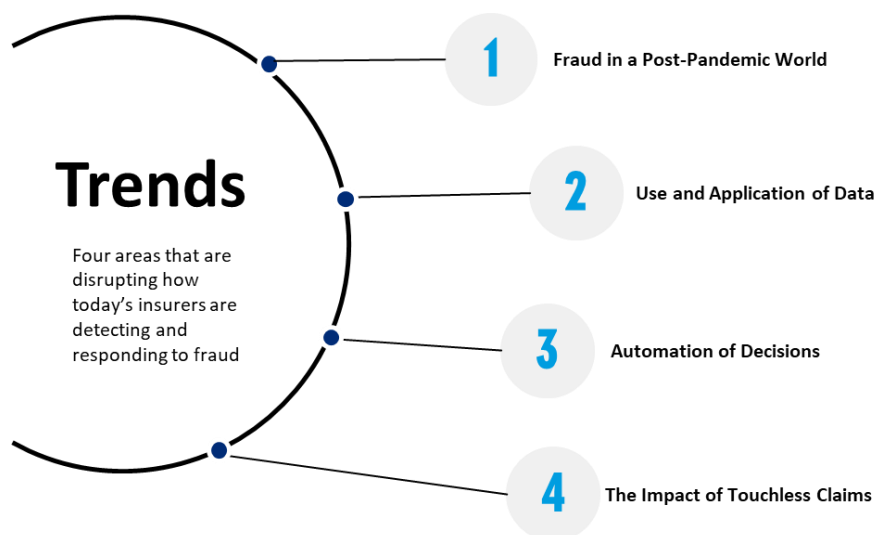 Trends
Four areas that are
disrupting how
today's insurers are
detecting and
responding to fraud
1
Fraud in a Post-Pandemic World
2
Use and Application of Data
3
Automation of Decisions
4
The Impact of Touchless Claims